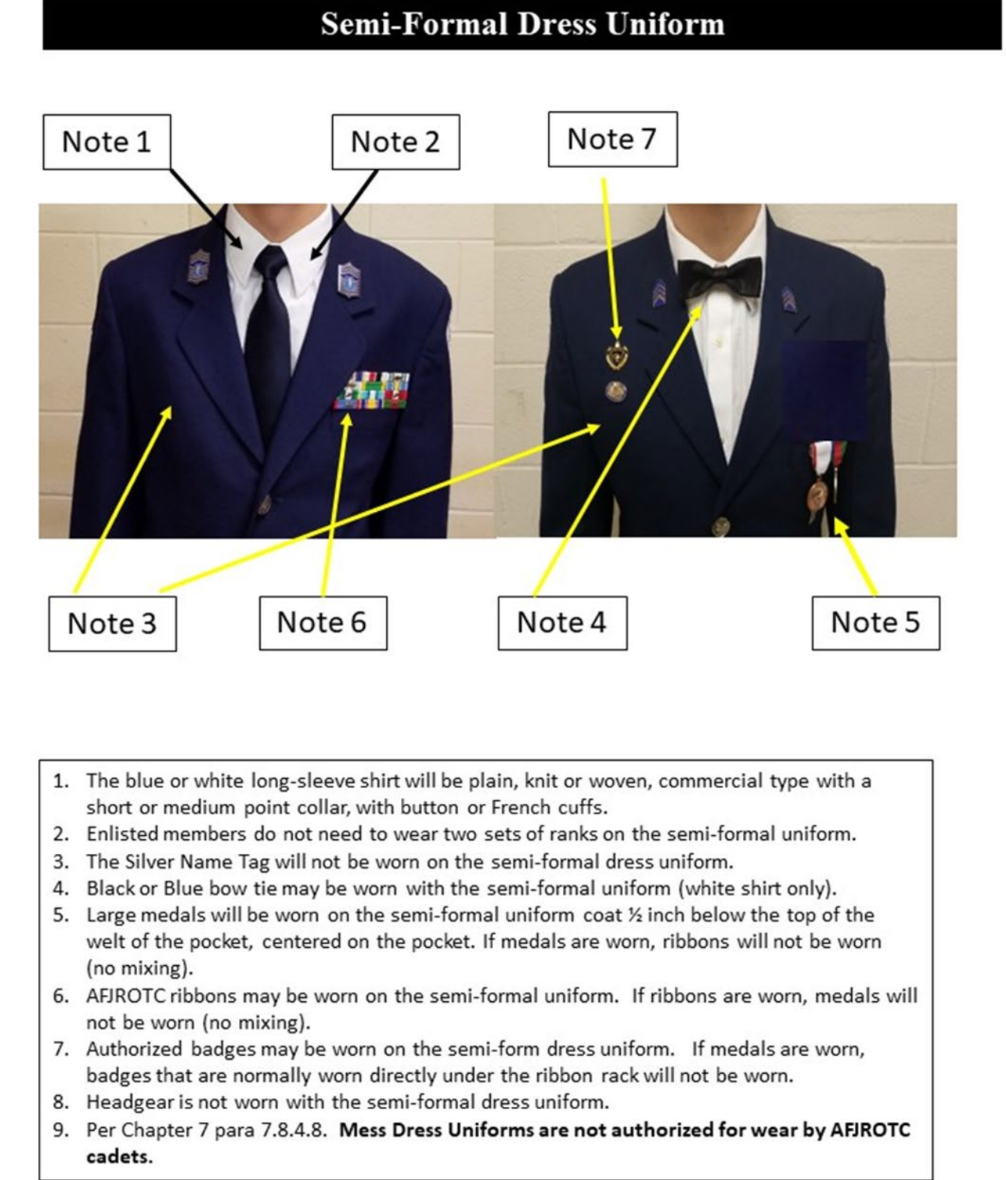 Semi-Formal Dress Uniform
Note 1
Note 2
Note 7
Note 3
Note 6
Note 4
Note 5
1. The blue or white long-sleeve shirt will be plain, knit or woven, commercial type with a
short or medium point collar, with button or French cuffs.
2. Enlisted members do not need to wear two sets of ranks on the semi-formal uniform.
3. The Silver Name Tag will not be worn on the semi-formal dress uniform.
4. Black or Blue bow tie may be worn with the semi-formal uniform (white shirt only).
5. Large medals will be worn on the semi-formal uniform coat ½ inch below the top of the
welt of the pocket, centered on the pocket. If medals are worn, ribbons will not be worn
(no mixing).
6. AFJROTC ribbons may be worn on the semi-formal uniform. If ribbons are worn, medals will
not be worn (no mixing).
7. Authorized badges may be worn on the semi-form dress uniform. If medals are worn,
badges that are normally worn directly under the ribbon rack will not be worn.
8. Headgear is not worn with the semi-formal dress uniform.
9. Per Chapter 7 para 7.8.4.8. Mess Dress Uniforms are not authorized for wear by AFJROTC
cadets.